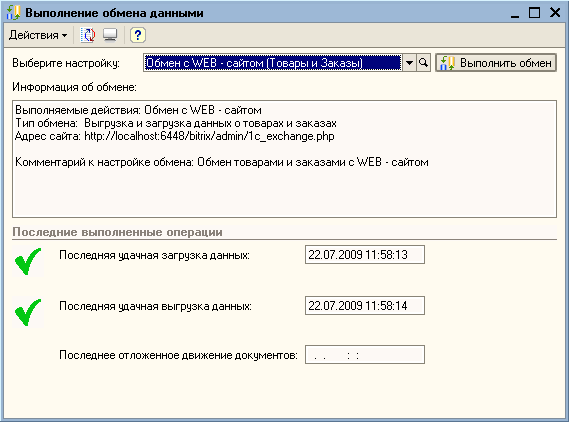 Выполнение обмена данными
Действия
Выберите настройку: Обмен с WEB - сайтом (Товары и Заказы) Выполнить обмен
Информация об обмене:
Выполняемые действия: Обмен с WEB - сайтом
Тип обмена: Выгрузка и загрузка данных о товарах и заказах
Адрес сайта: http://localhost:6448/bitrix/admin/1c_exchange.php
Комментарий к настройке обмена: Обмен товарами и заказами с WEB - сайтом
Последние выполненные операции
Последняя удачная загрузка данных: 22.07.2009 11:58:13
Последняя удачная выгрузка данных: 22.07.2009 11:58:14
Последнее отложенное движение документов: . . : :